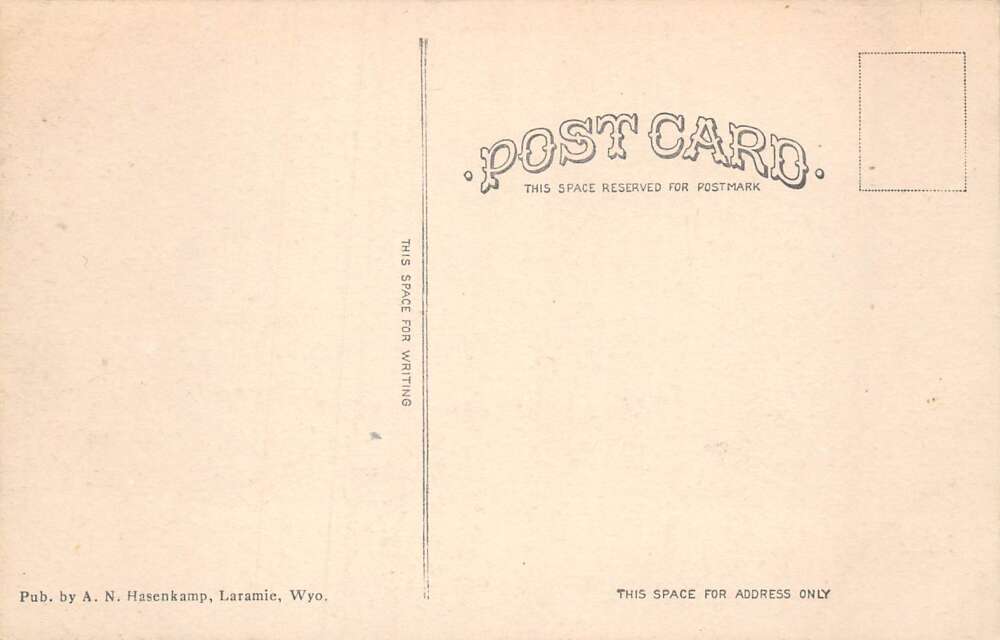 POST CARD
THIS SPACE RESERVED FOR POSTMARK
THIS SPACE FOR WRITING
Pub. by A. N. Hasenkamp, Laramie, Wyo.
THIS SPACE FOR ADDRESS ONLY